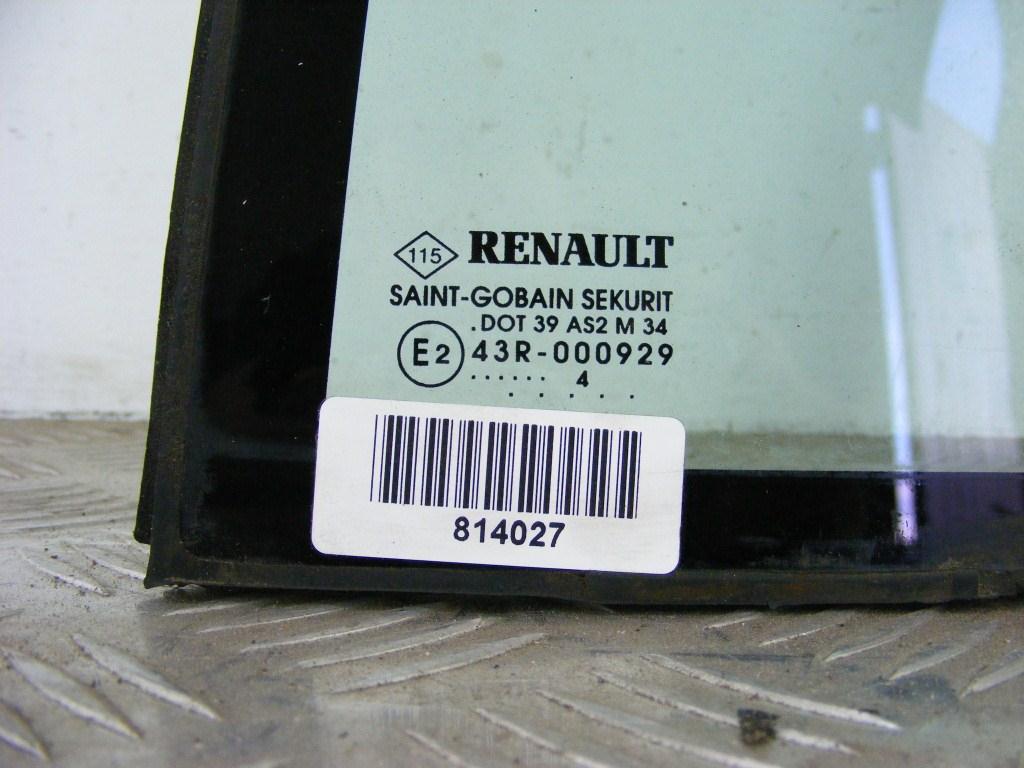 115 RENAULT
SAINT-GOBAIN SEKURIT
.DOT 39 AS2 M 34
E2 43R-000929
...... 4
. . . . .
814027